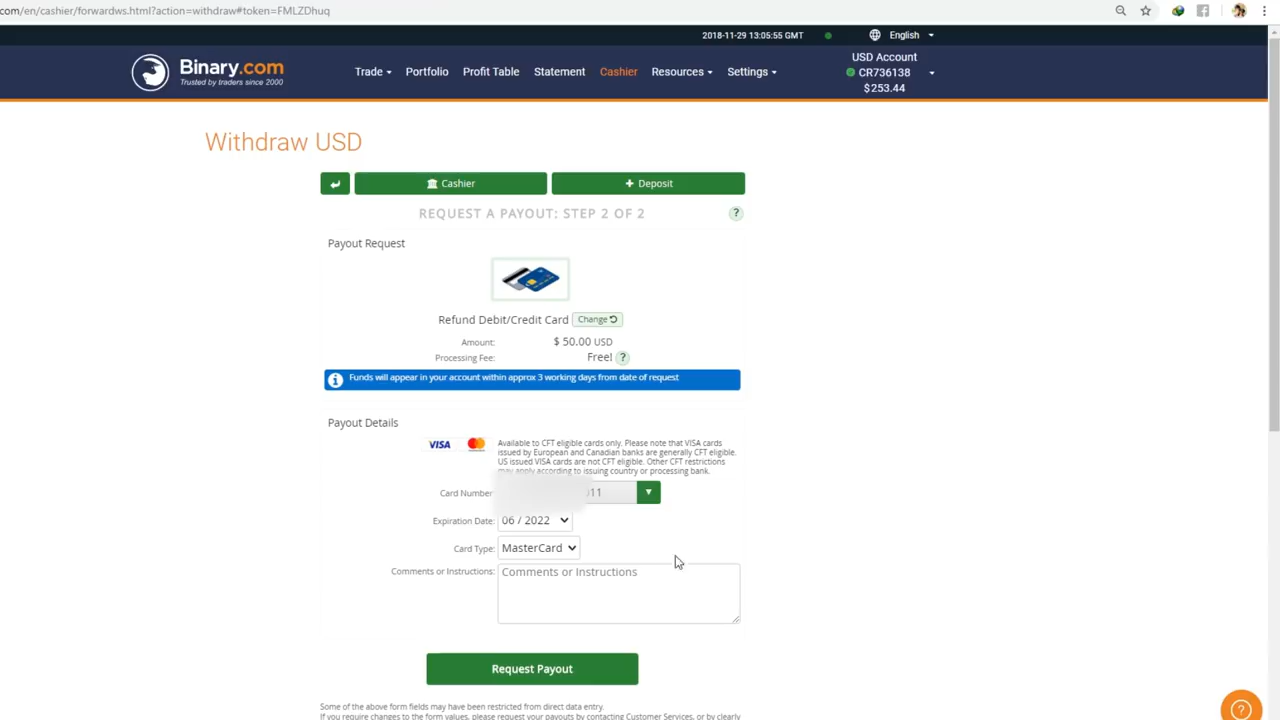 com/en/cashier/forwardws.html?action=withdraw#token=FMLZDhuq
2018-11-29 13:05:55 GMT
English
Binary.com
Trusted by traders since 2000
Trade
Portfolio
Profit Table
Statement
Cashier
Resources
Settings
USD Account
CR736138
$253.44
Withdraw USD
Cashier
Deposit
REQUEST A PAYOUT: STEP 2 OF 2
?
Payout Request
Refund Debit/Credit Card Change
Amount: $ 50.00 USD
Processing Fee: Free! ?
Funds will appear in your account within approx 3 working days from date of request
Payout Details
VISA
Available to CFT eligible cards only. Please note that VISA cards
issued by European and Canadian banks are generally CFT eligible.
US issued VISA cards are not CFT eligible. Other CFT restrictions
may apply according to issuing country or processing bank.
Card Number 11
Expiration Date: 06 / 2022
Card Type: MasterCard
Comments or Instructions: Comments or Instructions
Request Payout
Some of the above form fields may have been restricted from direct data entry.
If you require changes to the form values, please request your payouts by contacting Customer Services, or by clearly
?